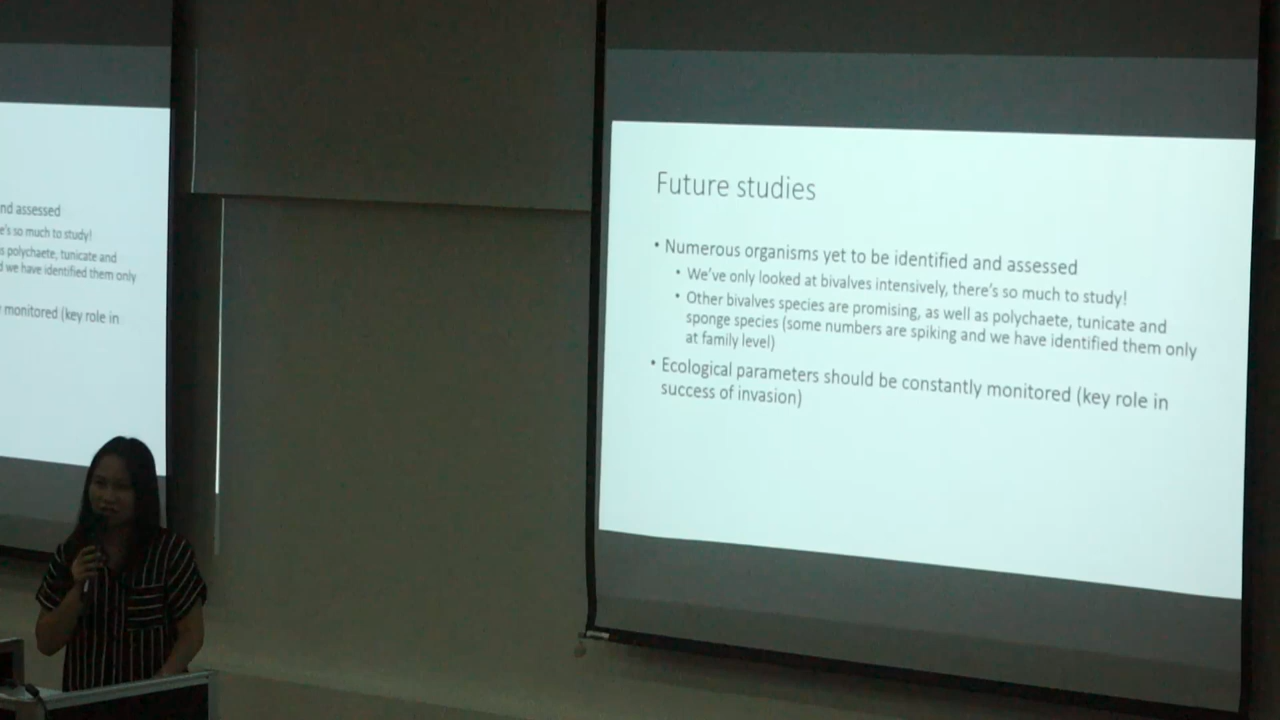 nd assessed
e's so much to study!
s polychaete, tunicate and
d we have identified them only
monitored (key role in
Future studies
• Numerous organisms yet to be identified and assessed
• We've only looked at bivalves intensively, there's so much to study!
• Other bivalves species are promising, as well as polychaete, tunicate and
sponge species (some numbers are spiking and we have identified them only
at family level)
• Ecological parameters should be constantly monitored (key role in
success of invasion)